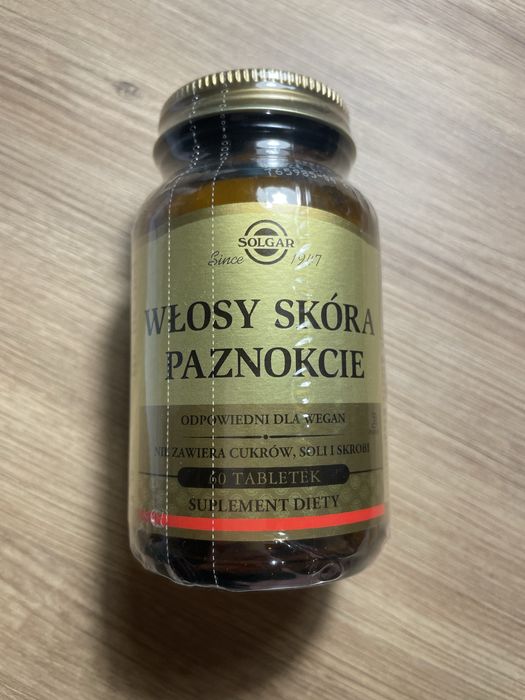 SOLGAR
Since 1947
WŁOSY SKÓRA
PAZNOKCIE
ODPOWIEDNI DLA WEGAN
NIE ZAWIERA CUKRÓW, SOLI I SKROBI
60 TABLETEK
SUPLEMENT DIETY